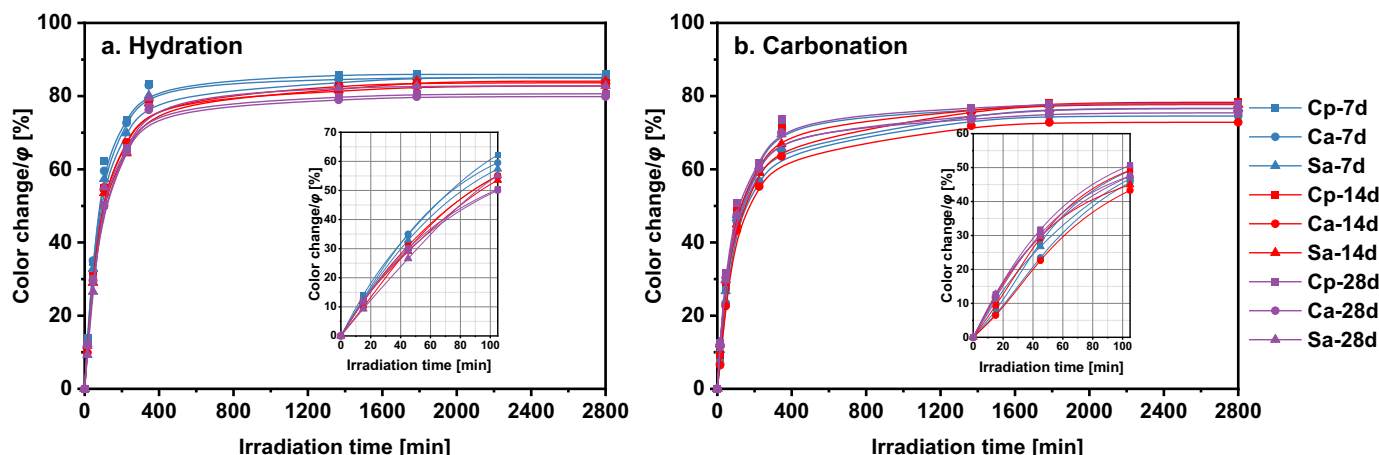 a. Hydration
Color change/φ [%]
100
80
60
40
20
0
0 400 800 1200 1600 2000 2400 2800
Irradiation time [min]
Color change/φ [%]
70
60
50
40
30
20
10
0
0 20 40 60 80 100
Irradiation time [min]
b. Carbonation
Color change/φ [%]
100
80
60
40
20
0
0 400 800 1200 1600 2000 2400 2800
Irradiation time [min]
Color change/φ [%]
60
50
40
30
20
10
0
0 20 40 60 80 100
Irradiation time [min]
Cp-7d
Ca-7d
Sa-7d
Cp-14d
Ca-14d
Sa-14d
Cp-28d
Ca-28d
Sa-28d